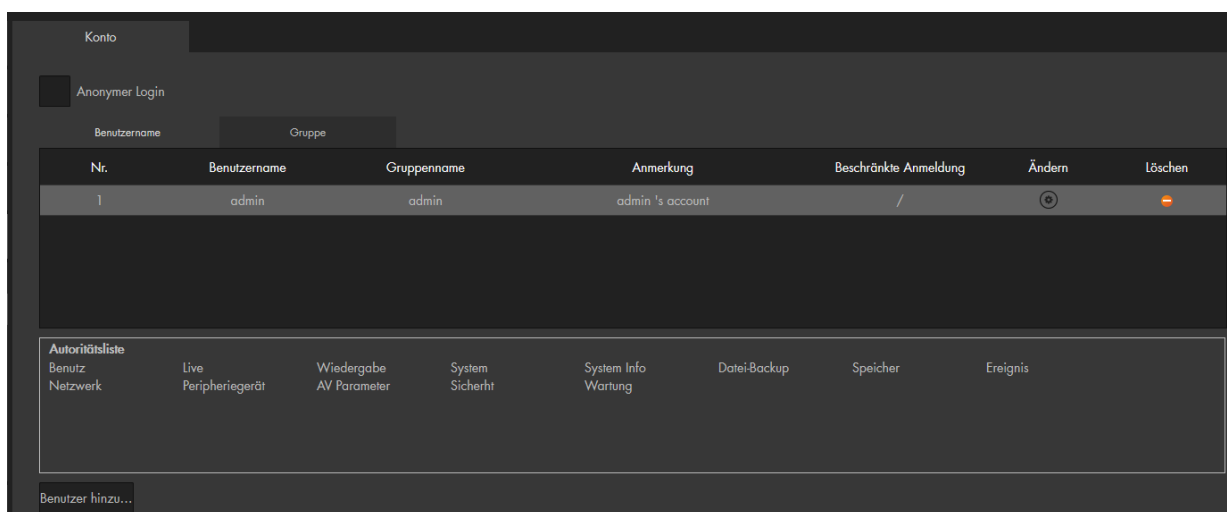 Konto
Anonymer Login
Benutzername Gruppe
Nr. Benutzername Gruppenname Anmerkung Beschränkte Anmeldung Ändern Löschen
1 admin admin admin 's account /
Autoritätsliste
Benutz Live Wiedergabe System System Info Datei-Backup Speicher Ereignis
Netzwerk Peripheriegerät AV Parameter Sicherht Wartung
Benutzer hinzu...